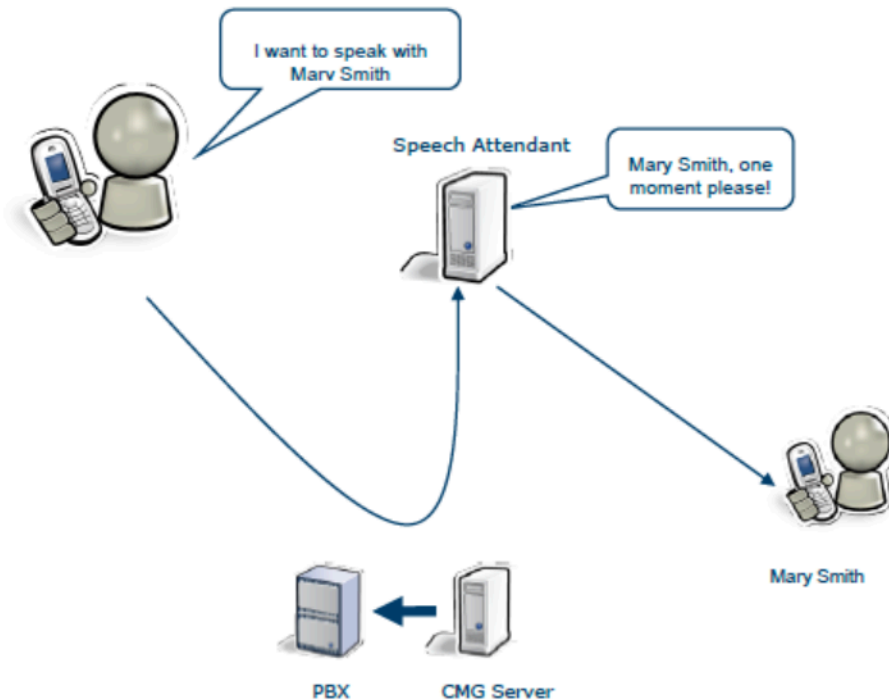 I want to speak with
Mary Smith
Speech Attendant
Mary Smith, one
moment please!
Mary Smith
PBX
CMG Server